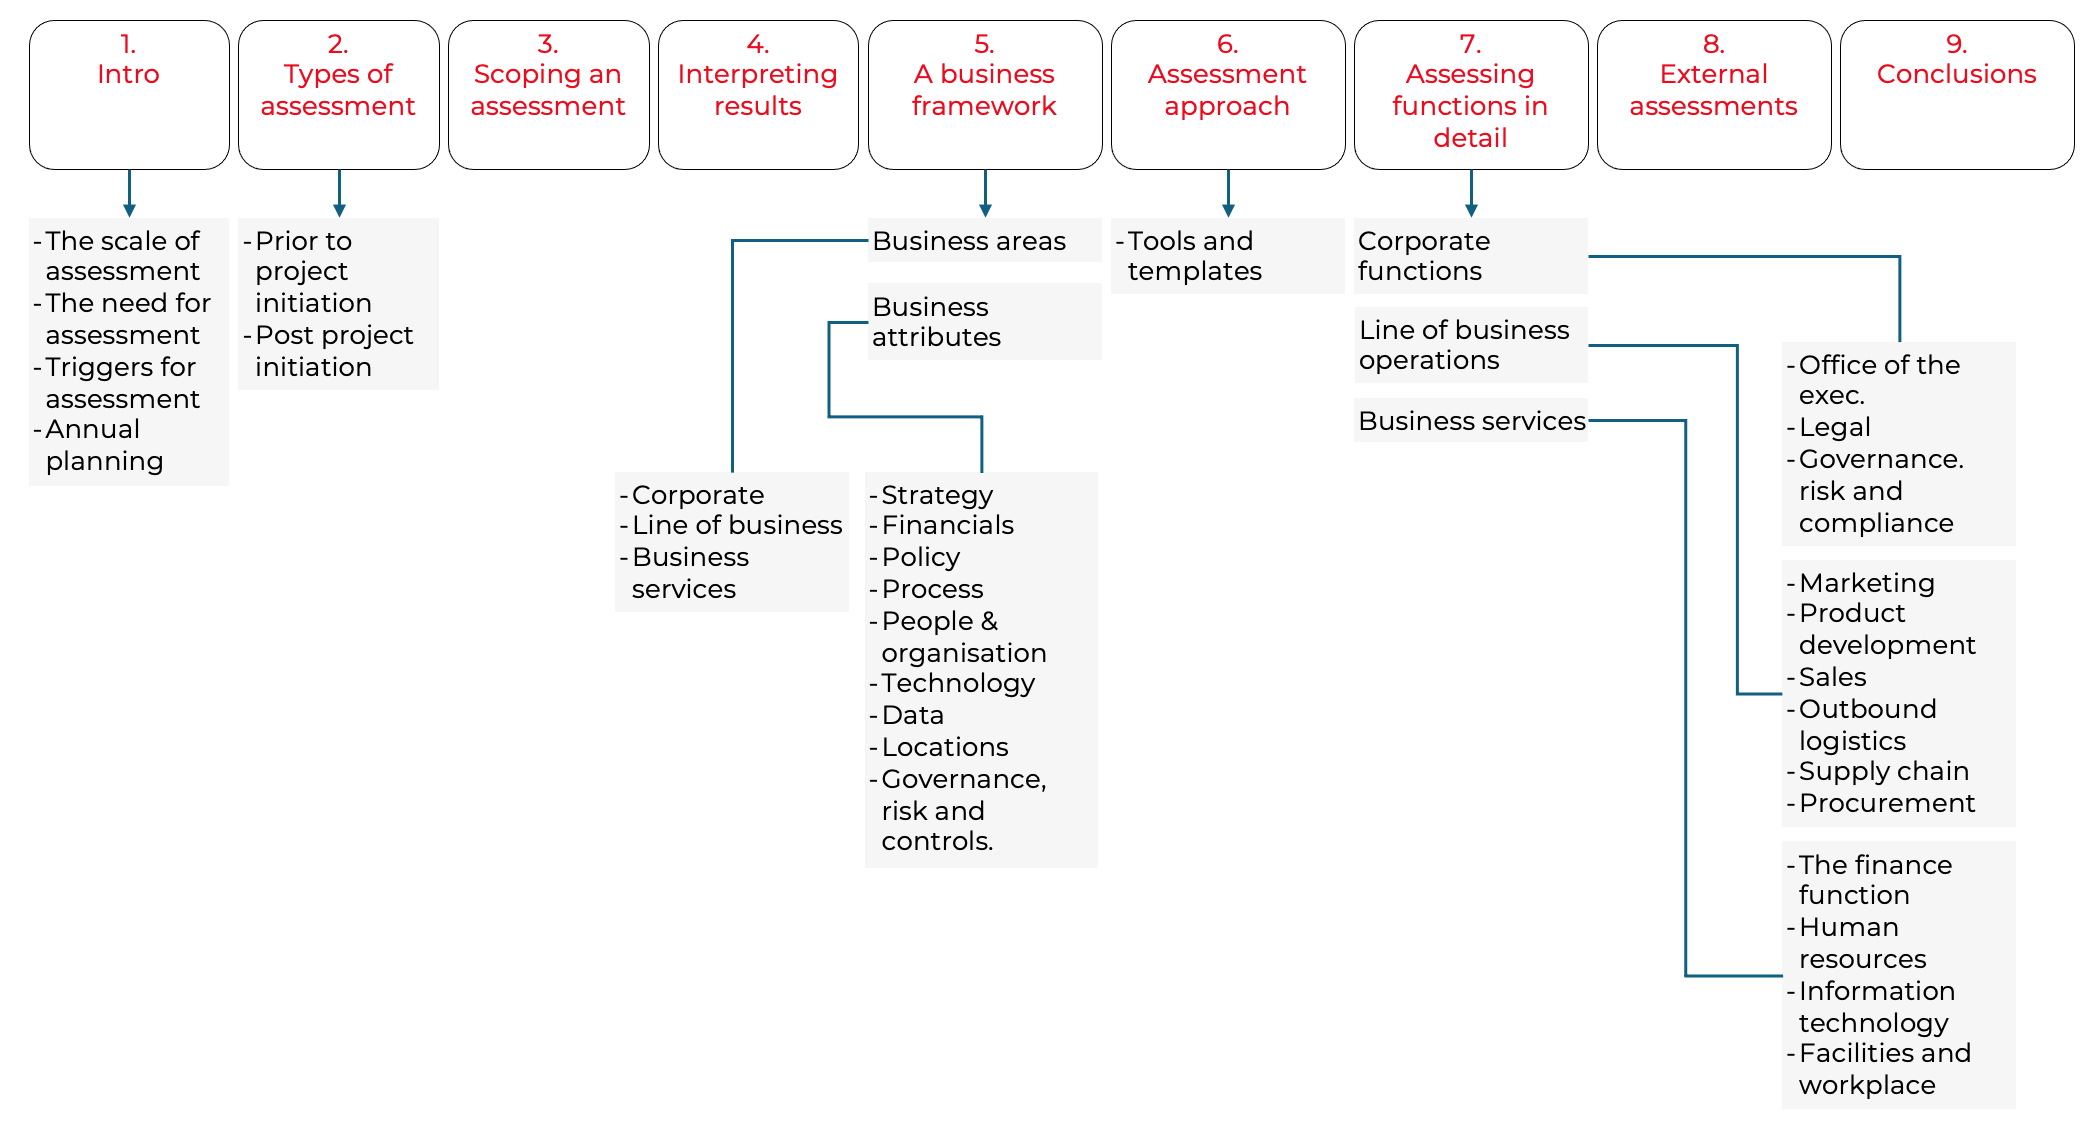 1.
Intro
2.
Types of
assessment
3.
Scoping an
assessment
4.
Interpreting
results
5.
A business
framework
6.
Assessment
approach
7.
Assessing
functions in
detail
8.
External
assessments
9.
Conclusions
-The scale of
assessment
-The need for
assessment
-Triggers for
assessment
-Annual
planning
-Prior to
project
initiation
-Post project
initiation
Business areas
Business
attributes
-Corporate
-Line of business
-Business
services
-Strategy
-Financials
-Policy
-Process
-People &
organisation
-Technology
-Data
-Locations
-Governance,
risk and
controls.
-Tools and
templates
Corporate
functions
Line of business
operations
Business services
-Office of the
exec.
-Legal
-Governance.
risk and
compliance
-Marketing
-Product
development
-Sales
-Outbound
logistics
-Supply chain
-Procurement
-The finance
function
-Human
resources
-Information
technology
-Facilities and
workplace